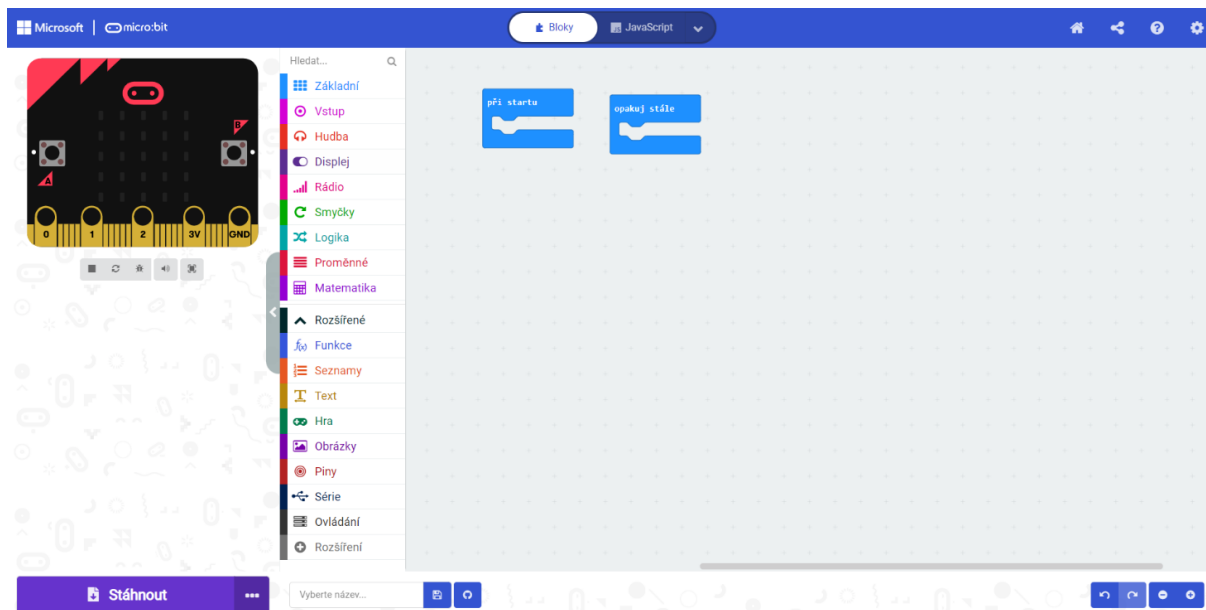 Microsoft micro:bit
Bloky
JavaScript
Hledat...
Základní
Vstup
Hudba
Displej
Rádio
Smyčky
Logika
Proměnné
Matematika
Rozšířené
f(x) Funkce
Seznamy
Text
Hra
Obrázky
Piny
Série
Ovládání
Rozšíření
při startu
opakuj stále
B
A
0 1 2 3V GND
Stáhnout
Vyberte název...